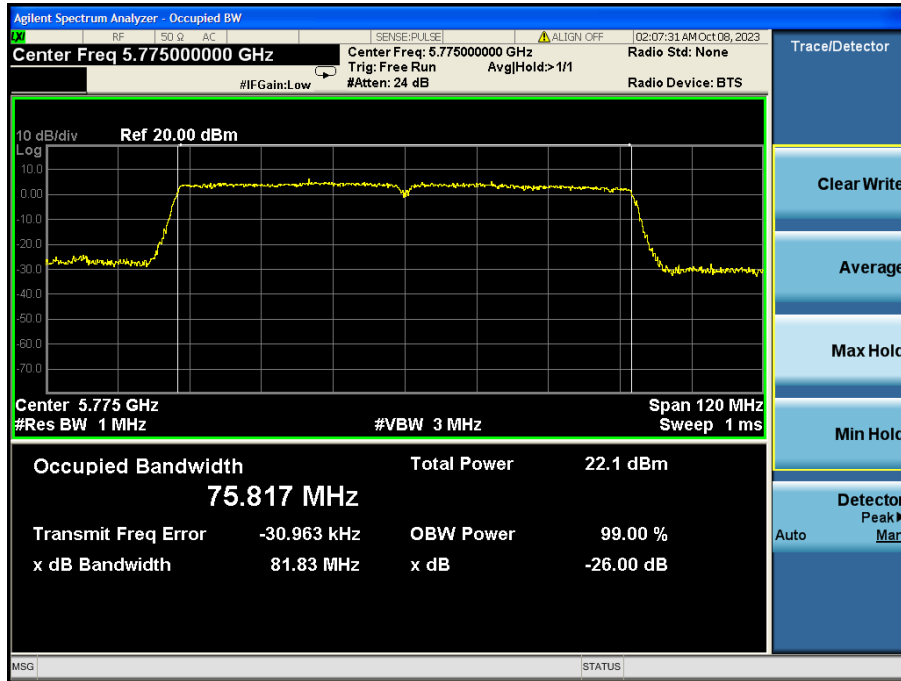 Agilent Spectrum Analyzer - Occupied BW
LXI RF 50 Ω AC SENSE:PULSE ALIGN OFF 02:07:31 AM Oct 08, 2023
Center Freq 5.775000000 GHz
Center Freq: 5.775000000 GHz
Radio Std: None
Trig: Free Run Avg|Hold:>1/1
#IFGain:Low
#Atten: 24 dB
Radio Device: BTS
Trace/Detector
10 dB/div Ref 20.00 dBm
Log
10.0
0.00
-10.0
-20.0
-30.0
-40.0
-50.0
-60.0
-70.0
Center 5.775 GHz Span 120 MHz
#Res BW 1 MHz #VBW 3 MHz Sweep 1 ms
Occupied Bandwidth Total Power 22.1 dBm
75.817 MHz
Transmit Freq Error -30.963 kHz OBW Power 99.00 %
x dB Bandwidth 81.83 MHz x dB -26.00 dB
Clear Write
Average
Max Hold
Min Hold
Detector
Peak
Auto Man
MSG STATUS